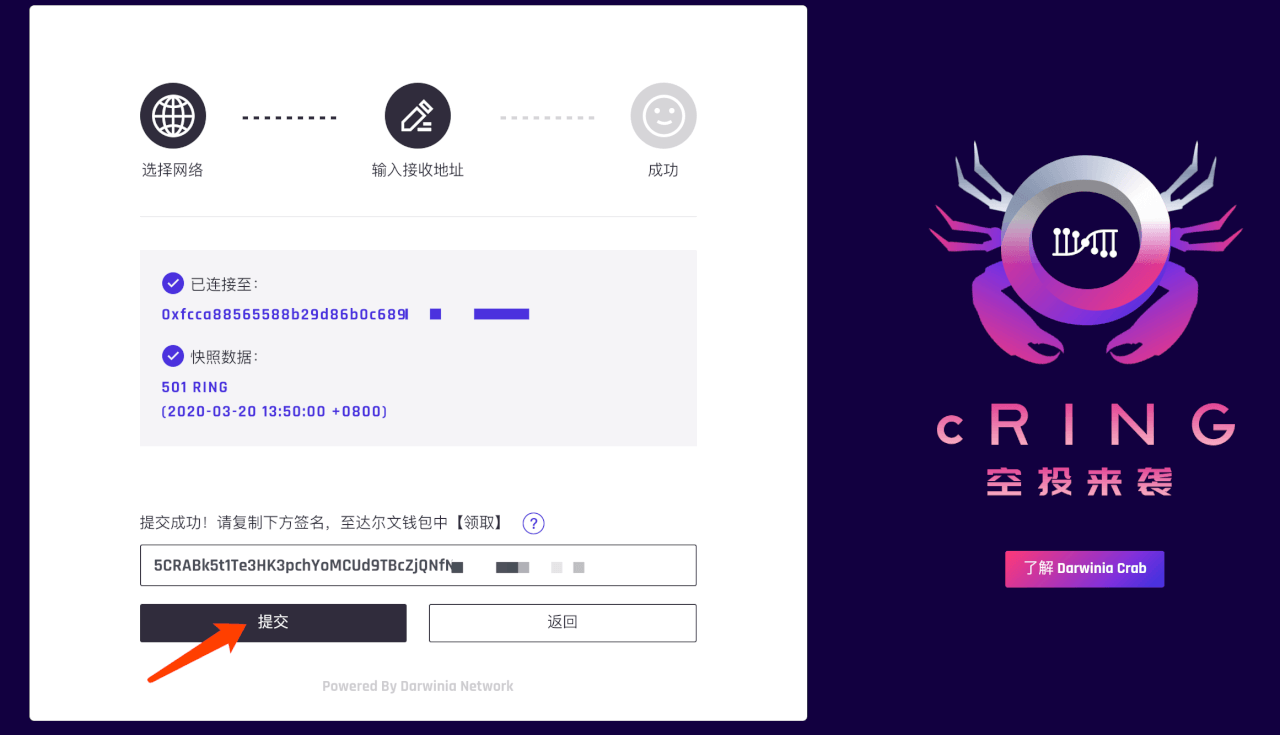 选择网络
输入接收地址
成功
已连接至：
0xfcca88565588b29d86b0c689
快照数据：
501 RING
(2020-03-20 13:50:00 +0800)
提交成功！请复制下方签名，至达尔文钱包中【领取】 ?
5CRABk5t1Te3HK3pchYoMCUd9TBcZjQNfN
提交
返回
Powered By Darwinia Network
cRING
空投来袭
了解 Darwinia Crab